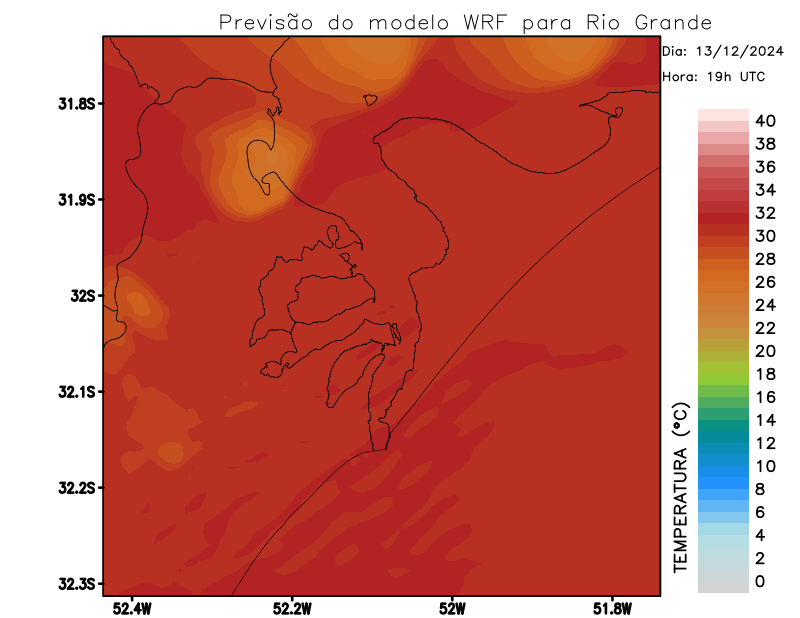 Previsão do modelo WRF para Rio Grande
Dia: 13/12/2024
Hora: 19h UTC
31.8S
31.9S
32S
32.1S
32.2S
32.3S
52.4W
52.2W
52W
51.8W
TEMPERATURA (°C)
40
38
36
34
32
30
28
26
24
22
20
18
16
14
12
10
8
6
4
2
0